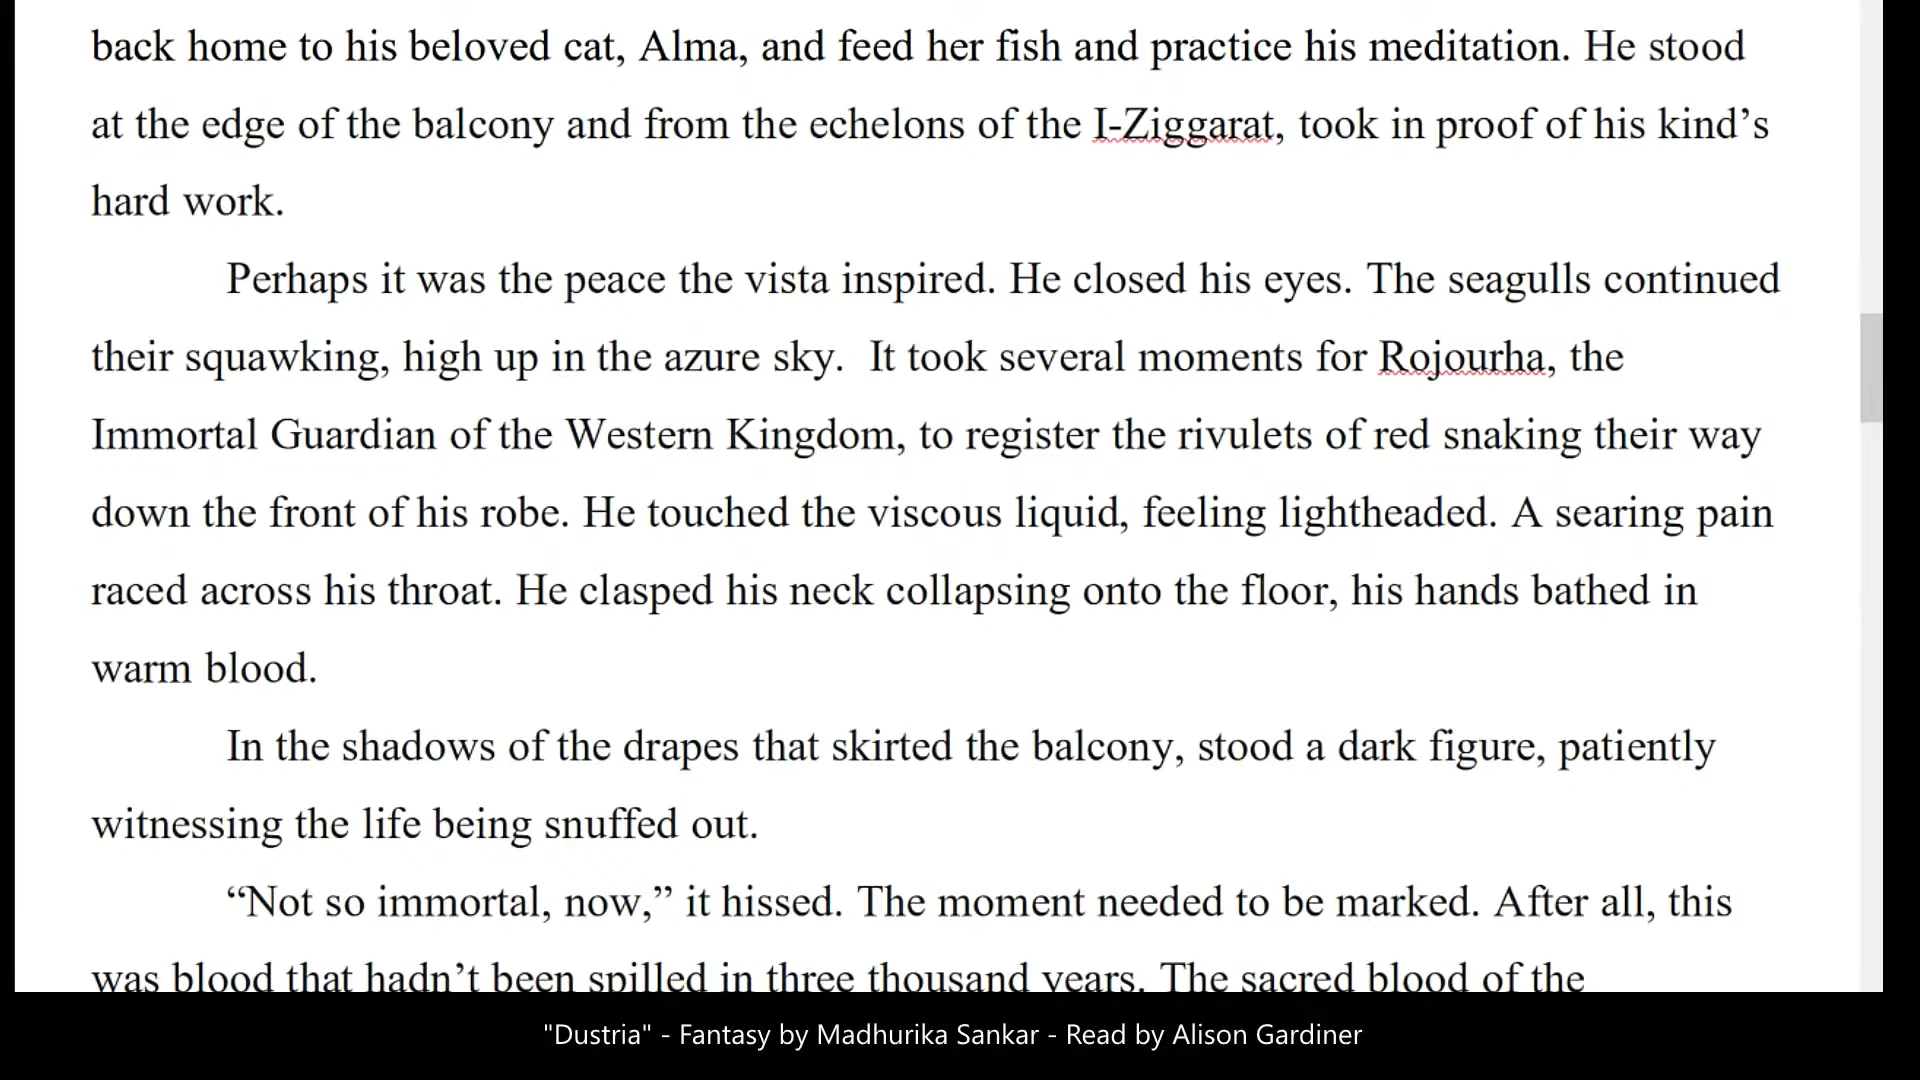 back home to his beloved cat, Alma, and feed her fish and practice his meditation. He stood
at the edge of the balcony and from the echelons of the I-Ziggarat, took in proof of his kind’s
hard work.
Perhaps it was the peace the vista inspired. He closed his eyes. The seagulls continued
their squawking, high up in the azure sky.  It took several moments for Rojourha, the
Immortal Guardian of the Western Kingdom, to register the rivulets of red snaking their way
down the front of his robe. He touched the viscous liquid, feeling lightheaded. A searing pain
raced across his throat. He clasped his neck collapsing onto the floor, his hands bathed in
warm blood.
In the shadows of the drapes that skirted the balcony, stood a dark figure, patiently
witnessing the life being snuffed out.
“Not so immortal, now,” it hissed. The moment needed to be marked. After all, this
was blood that hadn’t been spilled in three thousand years. The sacred blood of the
"Dustria" - Fantasy by Madhurika Sankar - Read by Alison Gardiner